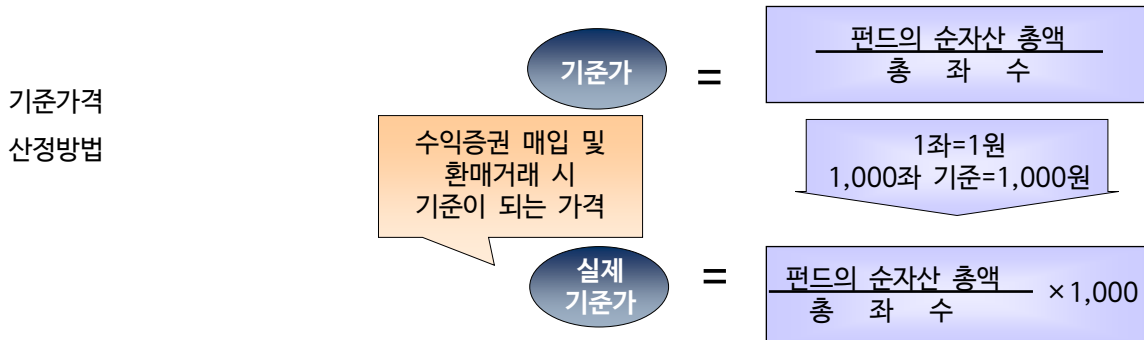 기준가격
산정방법
기준가
=
펀드의 순자산 총액
총 좌 수
수익증권 매입 및
환매거래 시
기준이 되는 가격
1좌=1원
1,000좌 기준=1,000원
실제
기준가
=
펀드의 순자산 총액
총 좌 수
×1,000